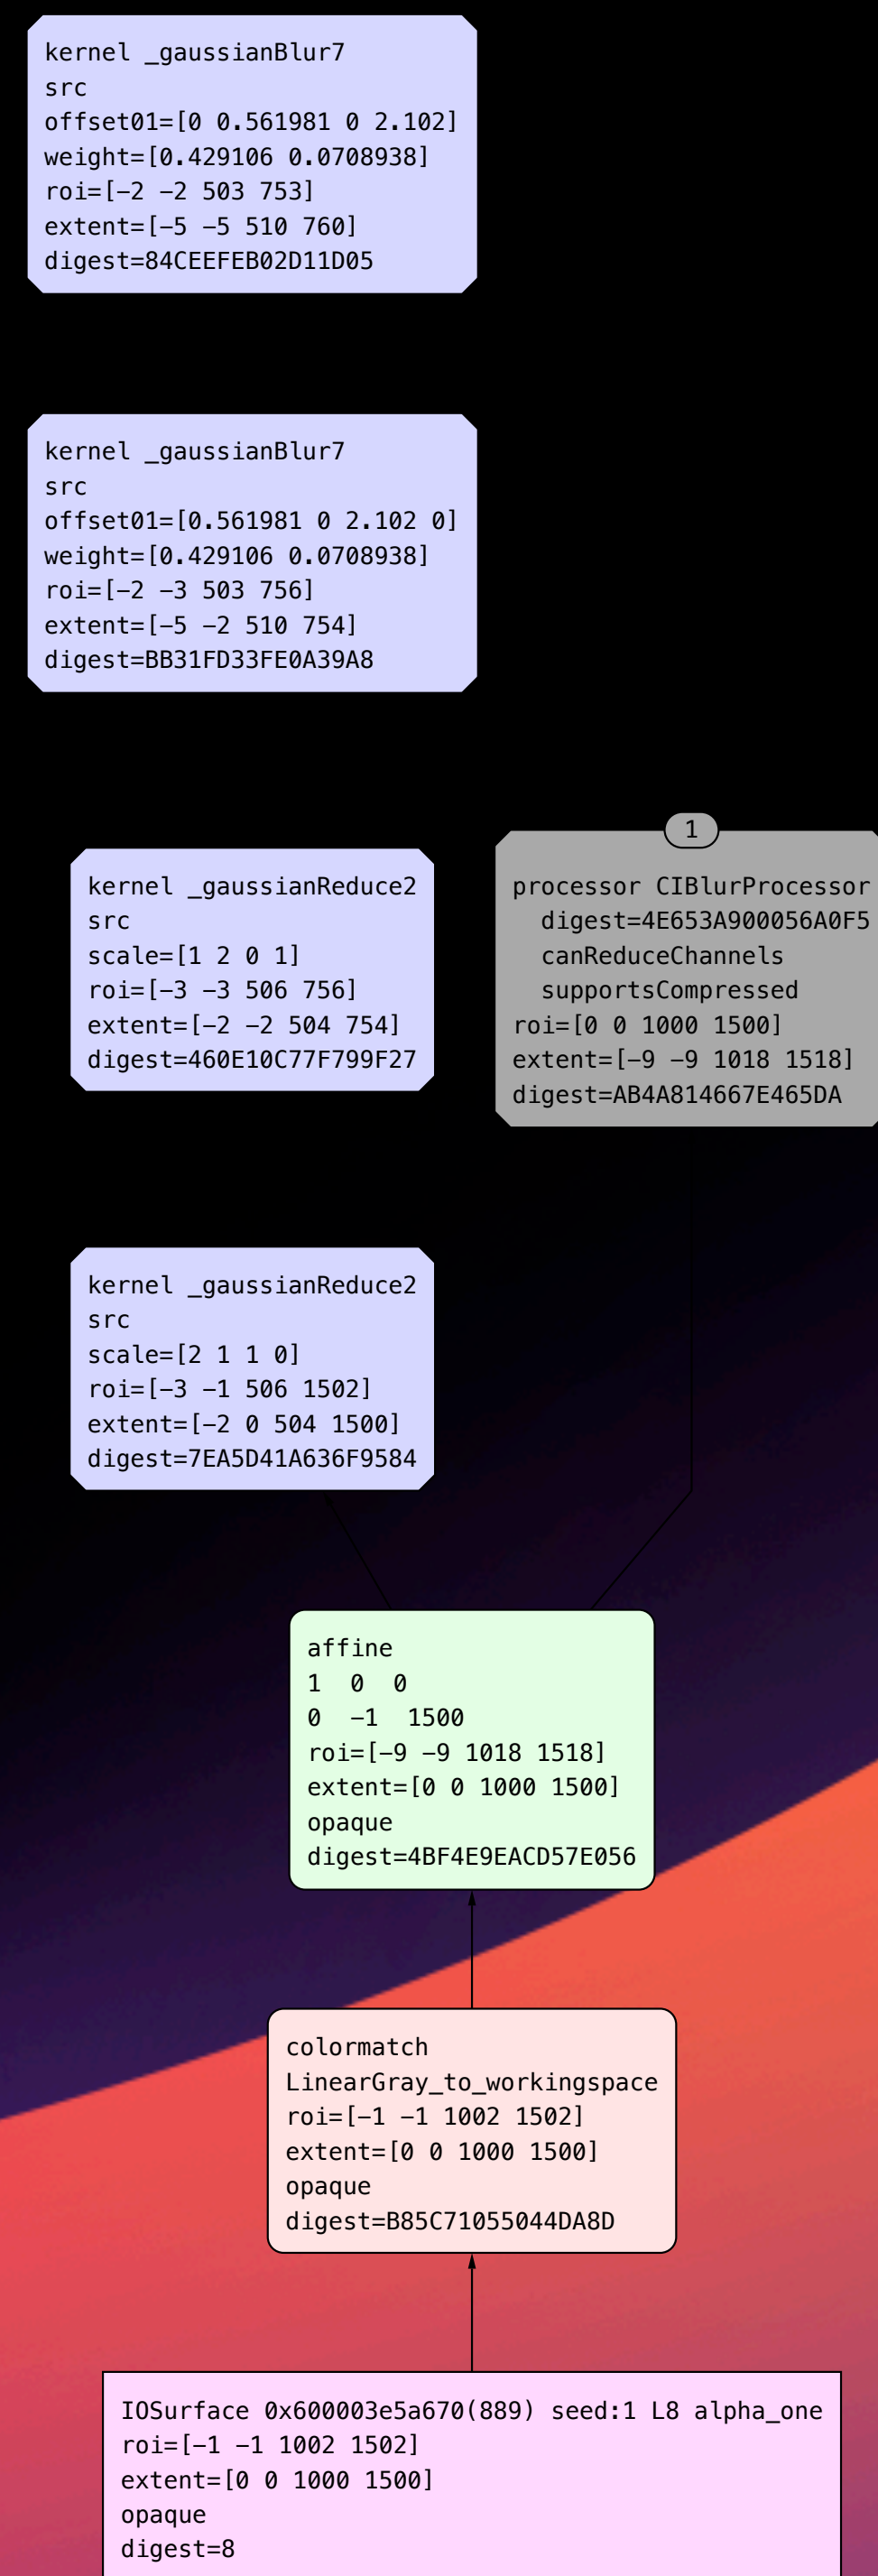 kernel _gaussianBlur7
src
offset01=[0 0.561981 0 2.102]
weight=[0.429106 0.0708938]
roi=[−2 −2 503 753]
extent=[−5 −5 510 760]
digest=84CEEFEB02D11D05
kernel _gaussianBlur7
src
offset01=[0.561981 0 2.102 0]
weight=[0.429106 0.0708938]
roi=[−2 −3 503 756]
extent=[−5 −2 510 754]
digest=BB31FD33FE0A39A8
kernel _gaussianReduce2
src
scale=[1 2 0 1]
roi=[−3 −3 506 756]
extent=[−2 −2 504 754]
digest=460E10C77F799F27
1
processor CIBlurProcessor
digest=4E653A900056A0F5
canReduceChannels
supportsCompressed
roi=[0 0 1000 1500]
extent=[−9 −9 1018 1518]
digest=AB4A814667E465DA
kernel _gaussianReduce2
src
scale=[2 1 1 0]
roi=[−3 −1 506 1502]
extent=[−2 0 504 1500]
digest=7EA5D41A636F9584
affine
1 0 0
0 −1 1500
roi=[−9 −9 1018 1518]
extent=[0 0 1000 1500]
opaque
digest=4BF4E9EACD57E056
colormatch
LinearGray_to_workingspace
roi=[−1 −1 1002 1502]
extent=[0 0 1000 1500]
opaque
digest=B85C71055044DA8D
IOSurface 0x600003e5a670(889) seed:1 L8 alpha_one
roi=[−1 −1 1002 1502]
extent=[0 0 1000 1500]
opaque
digest=8